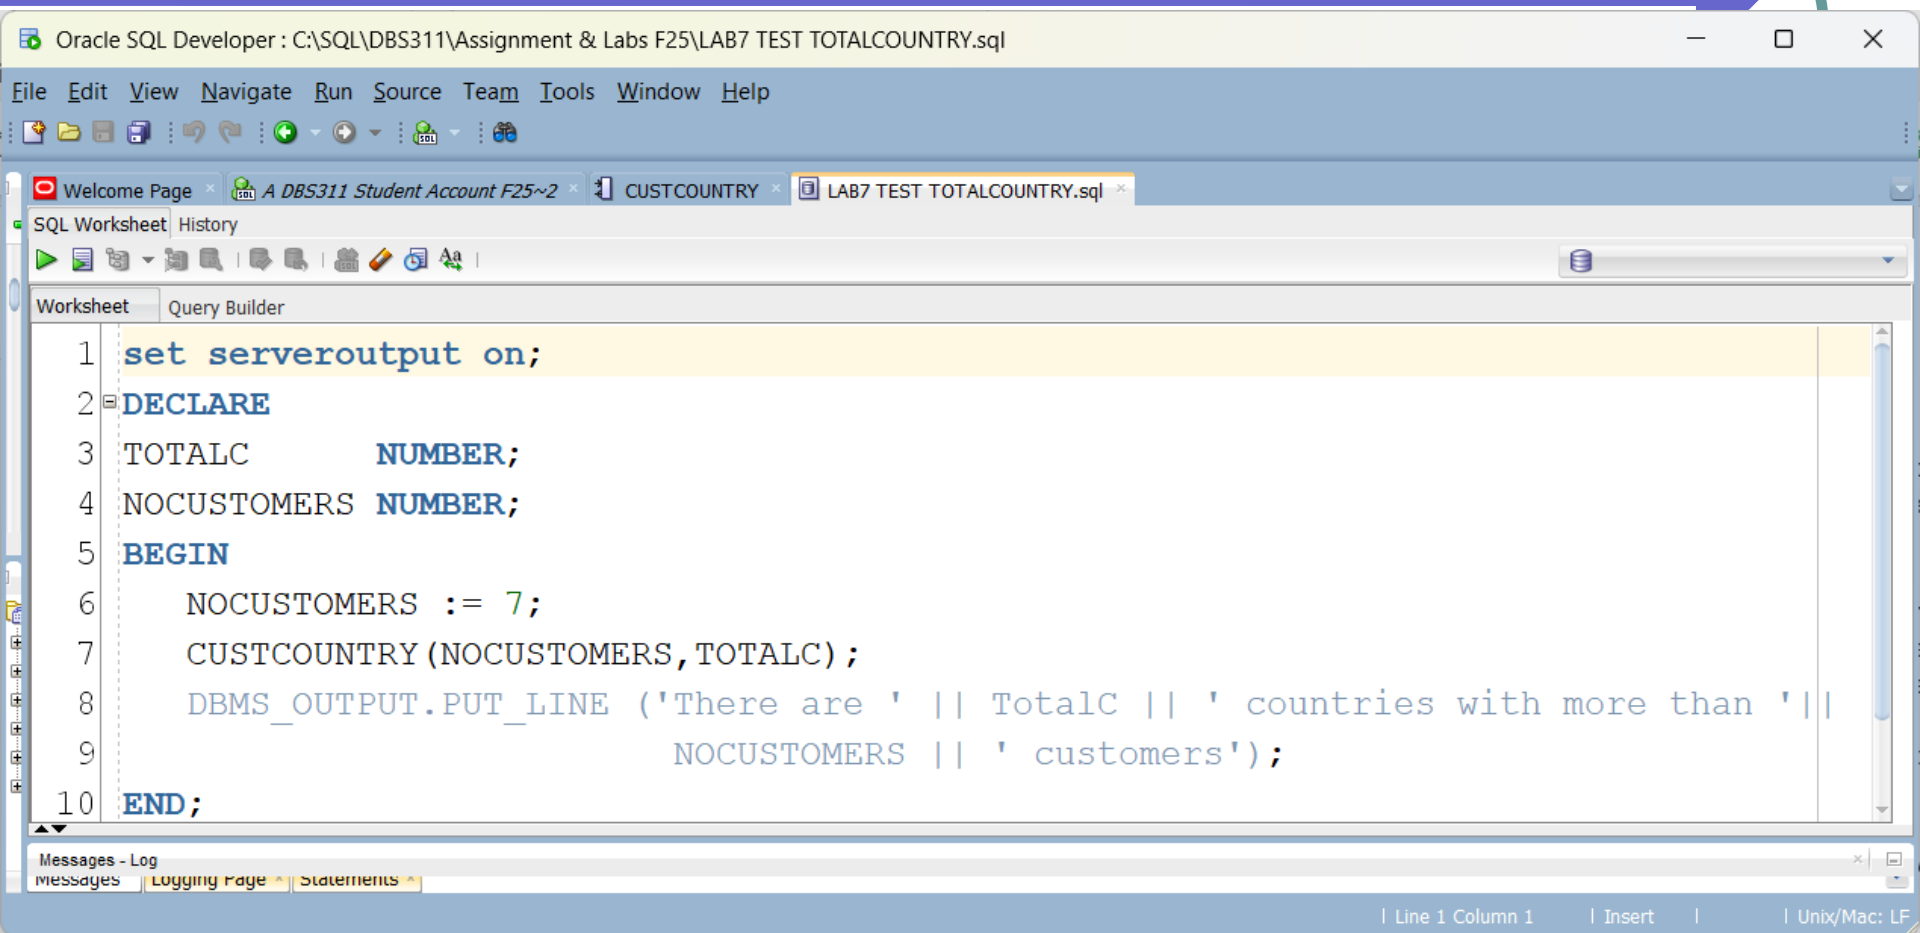 Oracle SQL Developer : C:\SQL\DBS311\Assignment & Labs F25\LAB7 TEST TOTALCOUNTRY.sql
File Edit View Navigate Run Source Team Tools Window Help
Welcome Page A DBS311 Student Account F25~2 CUSTCOUNTRY LAB7 TEST TOTALCOUNTRY.sql
SQL Worksheet History
Worksheet Query Builder
1 set serveroutput on;
2 DECLARE
3 TOTALC NUMBER;
4 NOCUSTOMERS NUMBER;
5 BEGIN
6 NOCUSTOMERS := 7;
7 CUSTCOUNTRY(NOCUSTOMERS,TOTALC);
8 DBMS_OUTPUT.PUT_LINE ('There are ' || TotalC || ' countries with more than '||
9 NOCUSTOMERS || ' customers');
10 END;
Messages - Log
Messages Logging Page Statements
Line 1 Column 1 Insert Unix/Mac: LF